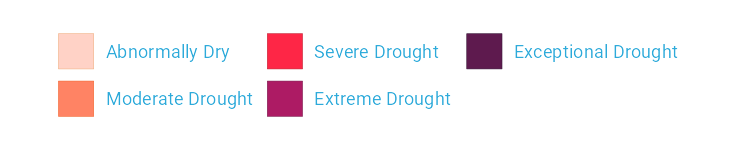 Abnormally Dry
Severe Drought
Exceptional Drought
Moderate Drought
Extreme Drought